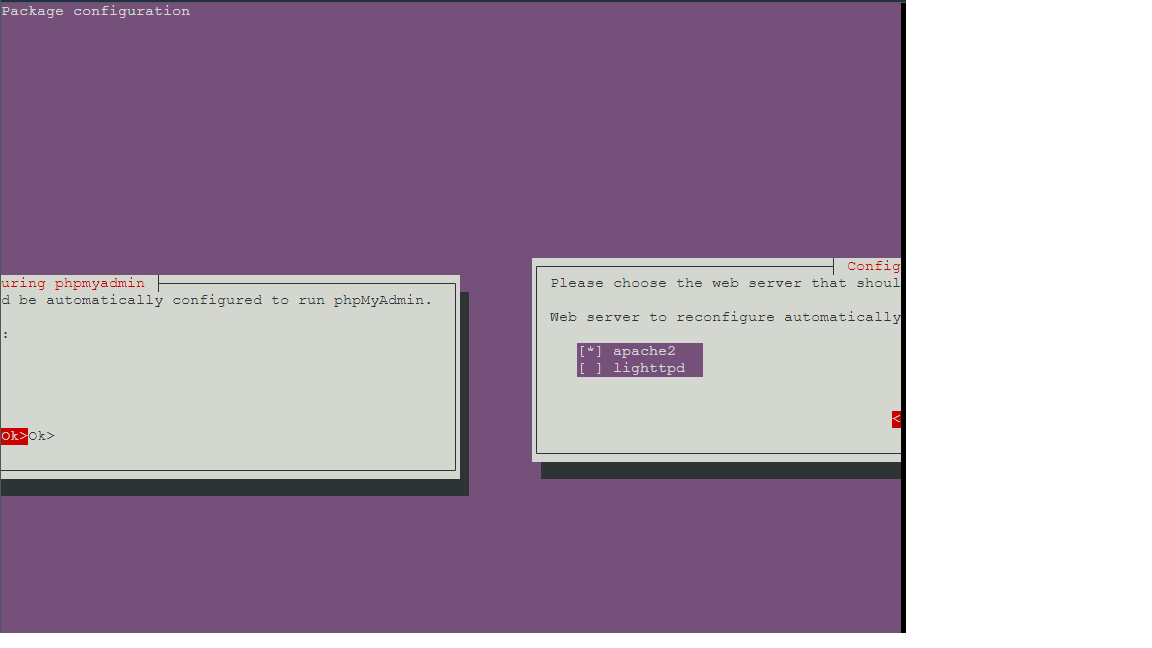 Package configuration
uring phpmyadmin
d be automatically configured to run phpMyAdmin.
:
Ok>Ok>
Config
Please choose the web server that shoul
Web server to reconfigure automatically
[*] apache2
[ ] lighttpd
<